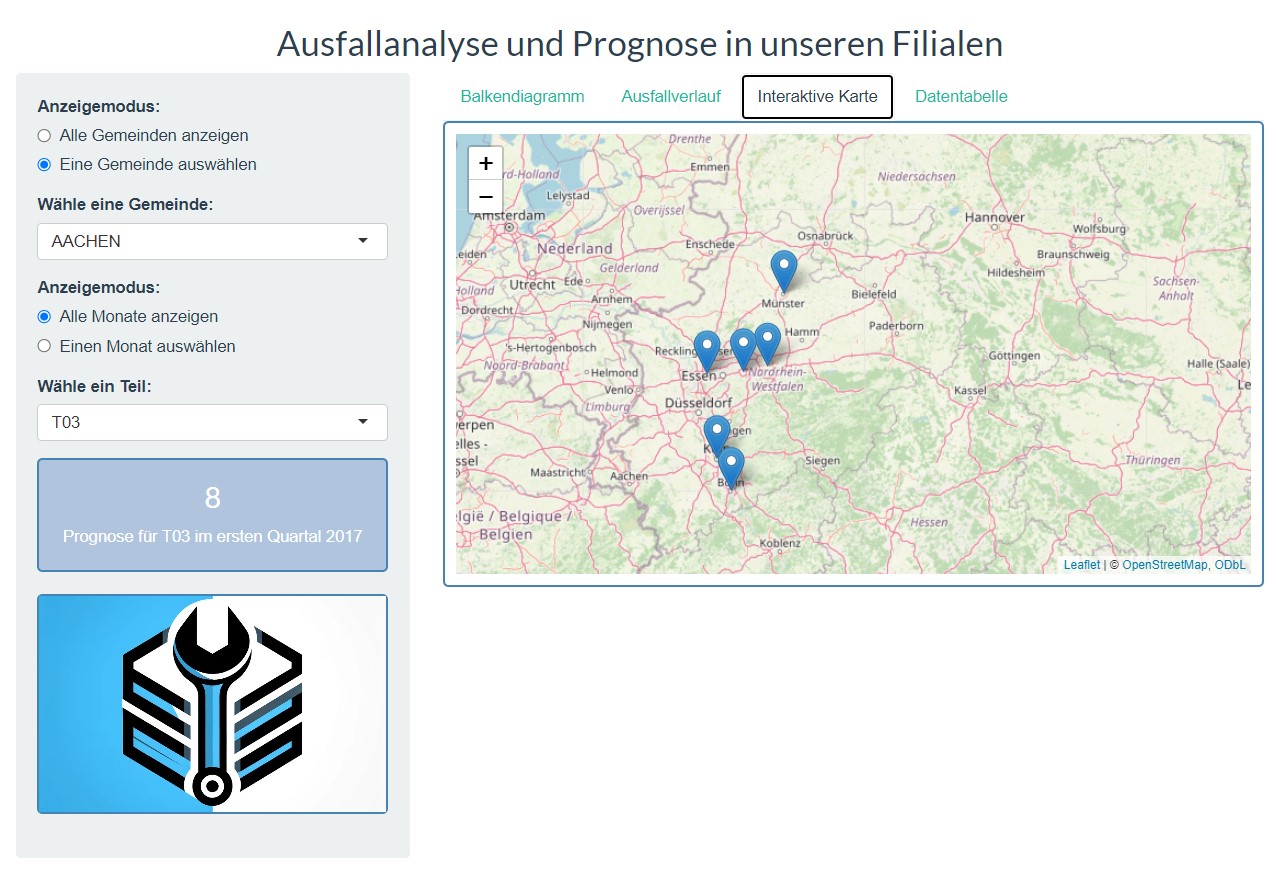 Ausfallanalyse und Prognose in unseren Filialen
Anzeigemodus:
Alle Gemeinden anzeigen
Eine Gemeinde auswählen
Wähle eine Gemeinde:
AACHEN
Anzeigemodus:
Alle Monate anzeigen
Einen Monat auswählen
Wähle ein Teil:
T03
8
Prognose für T03 im ersten Quartal 2017
Balkendiagramm
Ausfallverlauf
Interaktive Karte
Datentabelle
+
−
Drenthe
Emmen
rd-Holland
Niedersachsen
Lelystad
Overijssel
Amsterdam
Hannover
Wolfsburg
Osnabrück
Enschede
Nederland
eiden
Braunschweig
Gelderland
Hildesheim
Utrecht
Ede
Sachsen-
Anhalt
Holland
Arnhem
Münster
Bielefeld
Dordrecht
Nijmegen
Hamm
Paderborn
's-Hertogenbosch
Reckling
sen
Göttingen
Noord-Brabant
Helmond
Essen
Nordrhein-
Westfalen
Halle (Saale)
Venlo
Kassel
Le
Limburg
Düsseldorf
erpen
gen
elles -
ssel
Siegen
Thüringen
Maastricht
Aachen
Bonn
lgië / Belgique /
Belgien
Hessen
Koblenz
Leaflet | © OpenStreetMap, ODbL